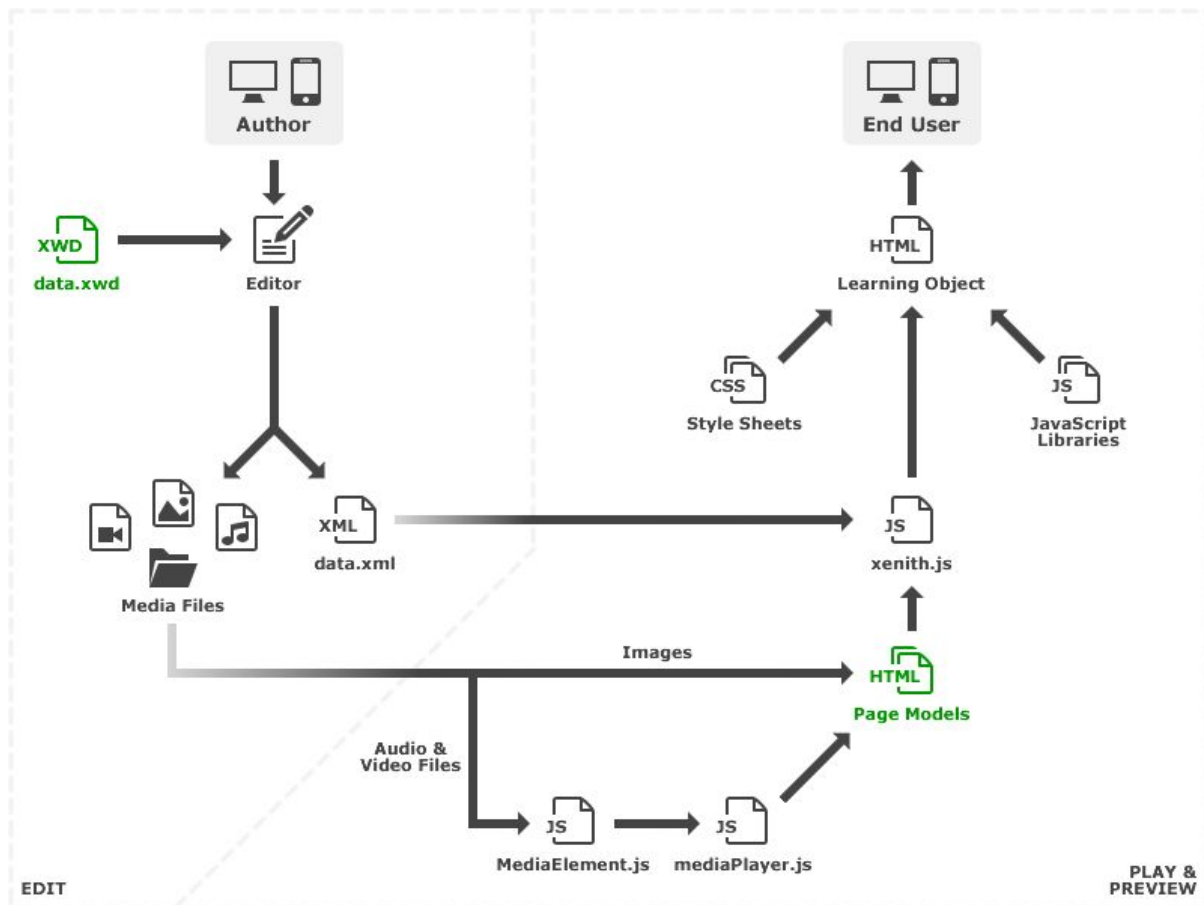 Author
End User
XWD
data.xwd
Editor
HTML
Learning Object
CSS
Style Sheets
JS
JavaScript
Libraries
XML
data.xml
JS
xenith.js
Media Files
Images
HTML
Page Models
Audio &
Video Files
JS
MediaElement.js
JS
mediaPlayer.js
EDIT
PLAY &
PREVIEW